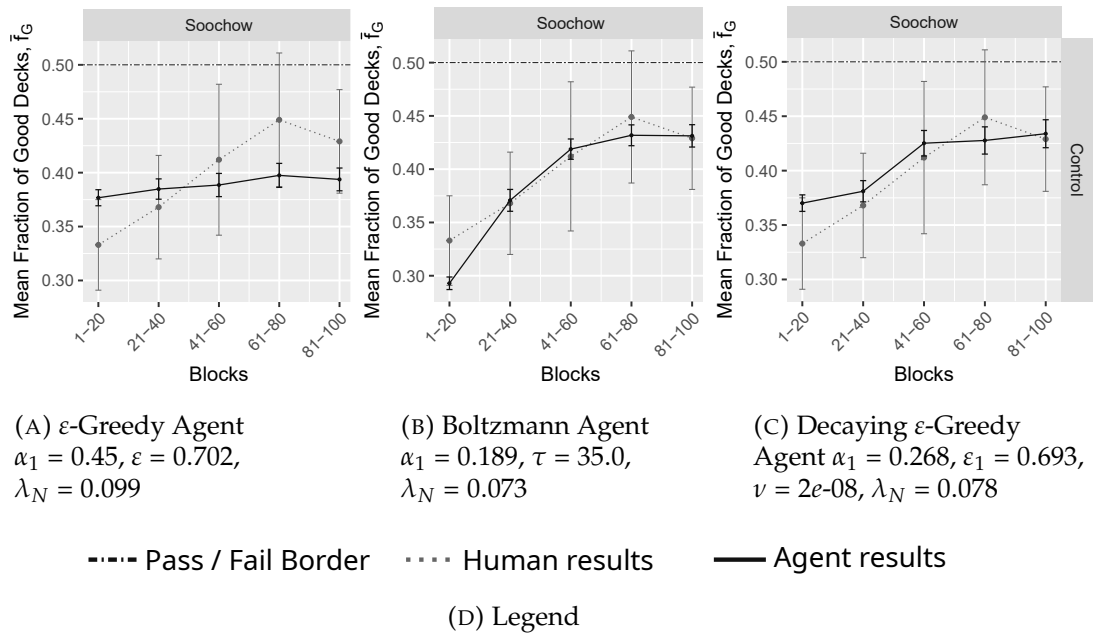 Soochow
Mean Fraction of Good Decks, f̄G
0.50
0.45
0.40
0.35
0.30
1−20
21−40
41−60
61−80
81−100
Blocks
Soochow
Mean Fraction of Good Decks, f̄G
0.50
0.45
0.40
0.35
0.30
1−20
21−40
41−60
61−80
81−100
Blocks
Soochow
Mean Fraction of Good Decks, f̄G
0.50
0.45
0.40
0.35
0.30
1−20
21−40
41−60
61−80
81−100
Blocks
Control
(A) ε-Greedy Agent
α1 = 0.45, ε = 0.702,
λN = 0.099
(B) Boltzmann Agent
α1 = 0.189, τ = 35.0,
λN = 0.073
(C) Decaying ε-Greedy
Agent α1 = 0.268, ε1 = 0.693,
ν = 2e-08, λN = 0.078
Pass / Fail Border
Human results
Agent results
(D) Legend